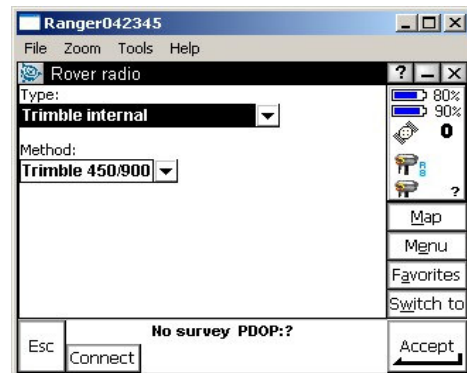 Ranger042345
File Zoom Tools Help
Rover radio
? 
Type:
Trimble internal
Method:
Trimble 450/900
80%
90%
0
R
8
?
Map
Menu
Favorites
Switch to
Esc
Connect
No survey PDOP:?
Accept